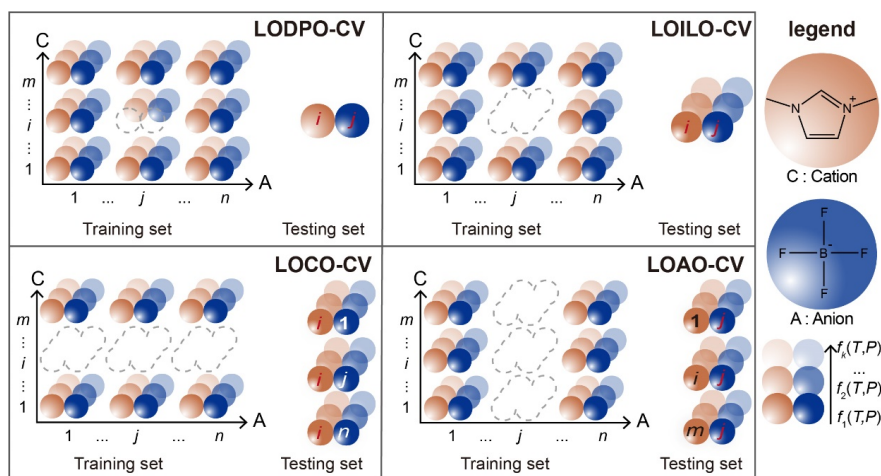 LODPO-CV
C
m
...
i
...
1
i j
1 ... j ... n
A
Training set
Testing set
LOILO-CV
C
m
...
i
...
1
i j
1 ... j ... n
A
Training set
Testing set
LOCO-CV
C
m
...
i
...
1
i 1
i j
i n
1 ... j ... n
A
Training set
Testing set
LOAO-CV
C
m
...
i
...
1
1 j
i j
m j
1 ... j ... n
A
Training set
Testing set
legend
N N+
C : Cation
F
F B- F
F
A : Anion
fk(T,P)
...
f2(T,P)
f1(T,P)